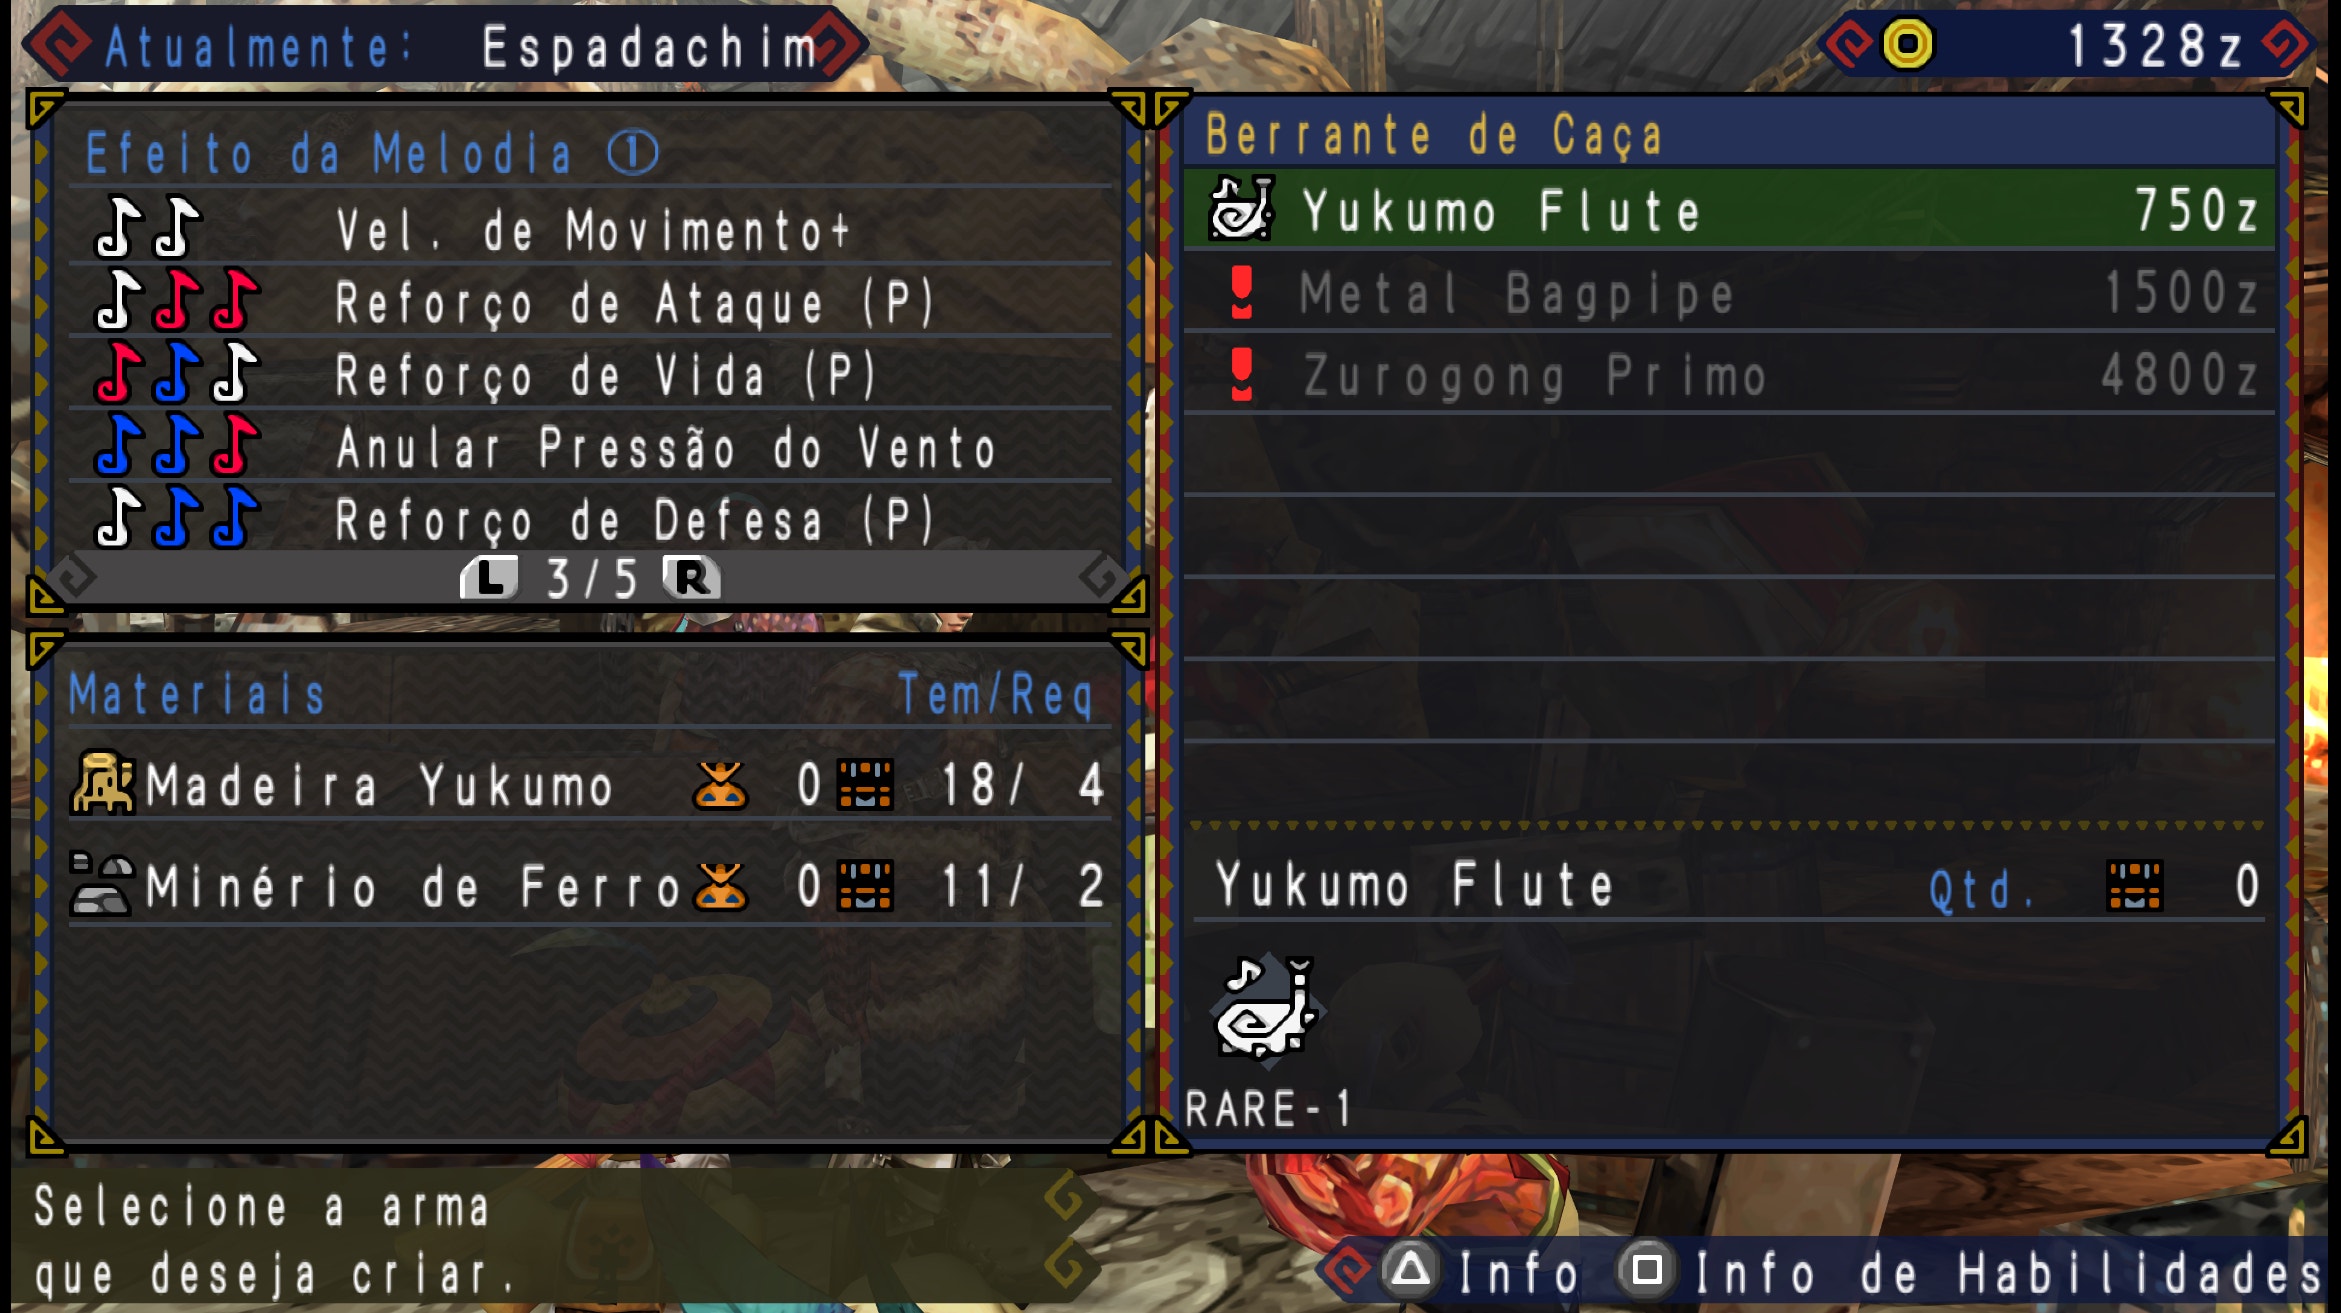 Atualmente: Espadachim
1328z
Efeito da Melodia ①
Vel. de Movimento+
Reforço de Ataque (P)
Reforço de Vida (P)
Anular Pressão do Vento
Reforço de Defesa (P)
L 3/5 R
Materiais Tem/Req
Madeira Yukumo 0 18/ 4
Minério de Ferro 0 11/ 2
Berrante de Caça
Yukumo Flute 750z
Metal Bagpipe 1500z
Zurogong Primo 4800z
Yukumo Flute Qtd. 0
RARE-1
Selecione a arma
que deseja criar.
Info Info de Habilidades